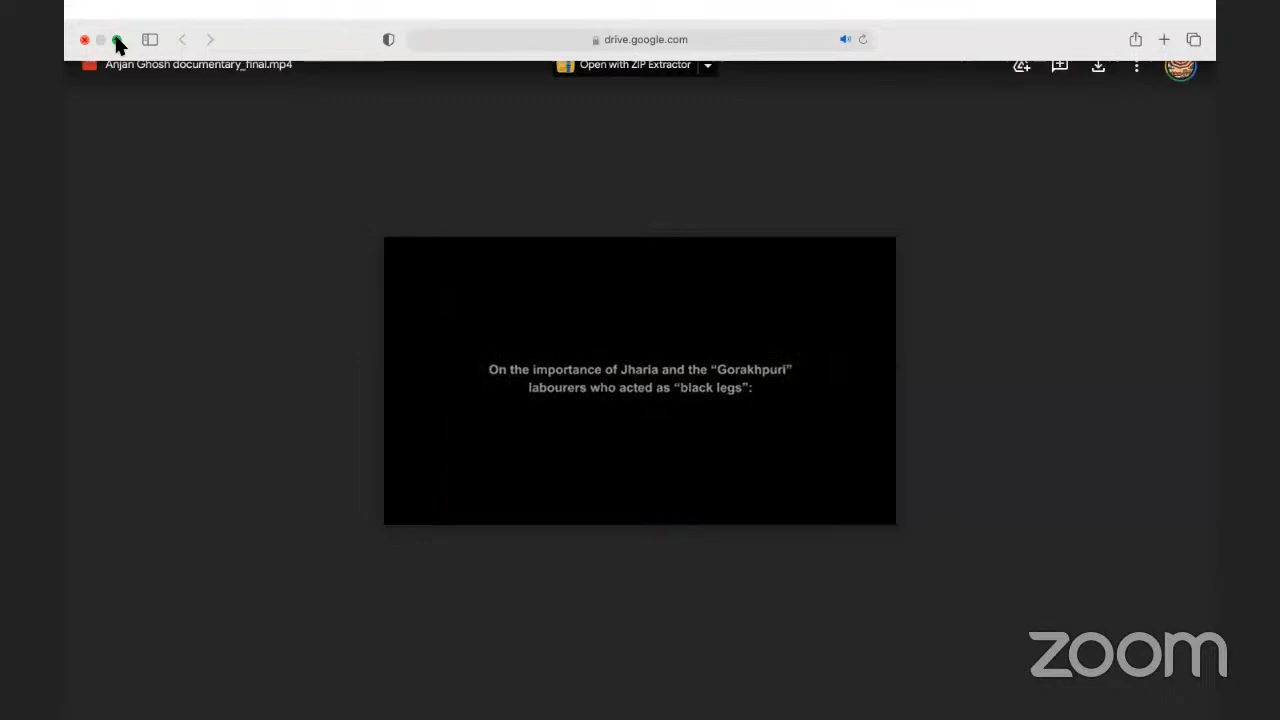 drive.google.com
Anjan Ghosh documentary_final.mp4
Open with ZIP Extractor
On the importance of Jharia and the “Gorakhpuri”
labourers who acted as “black legs”:
zoom